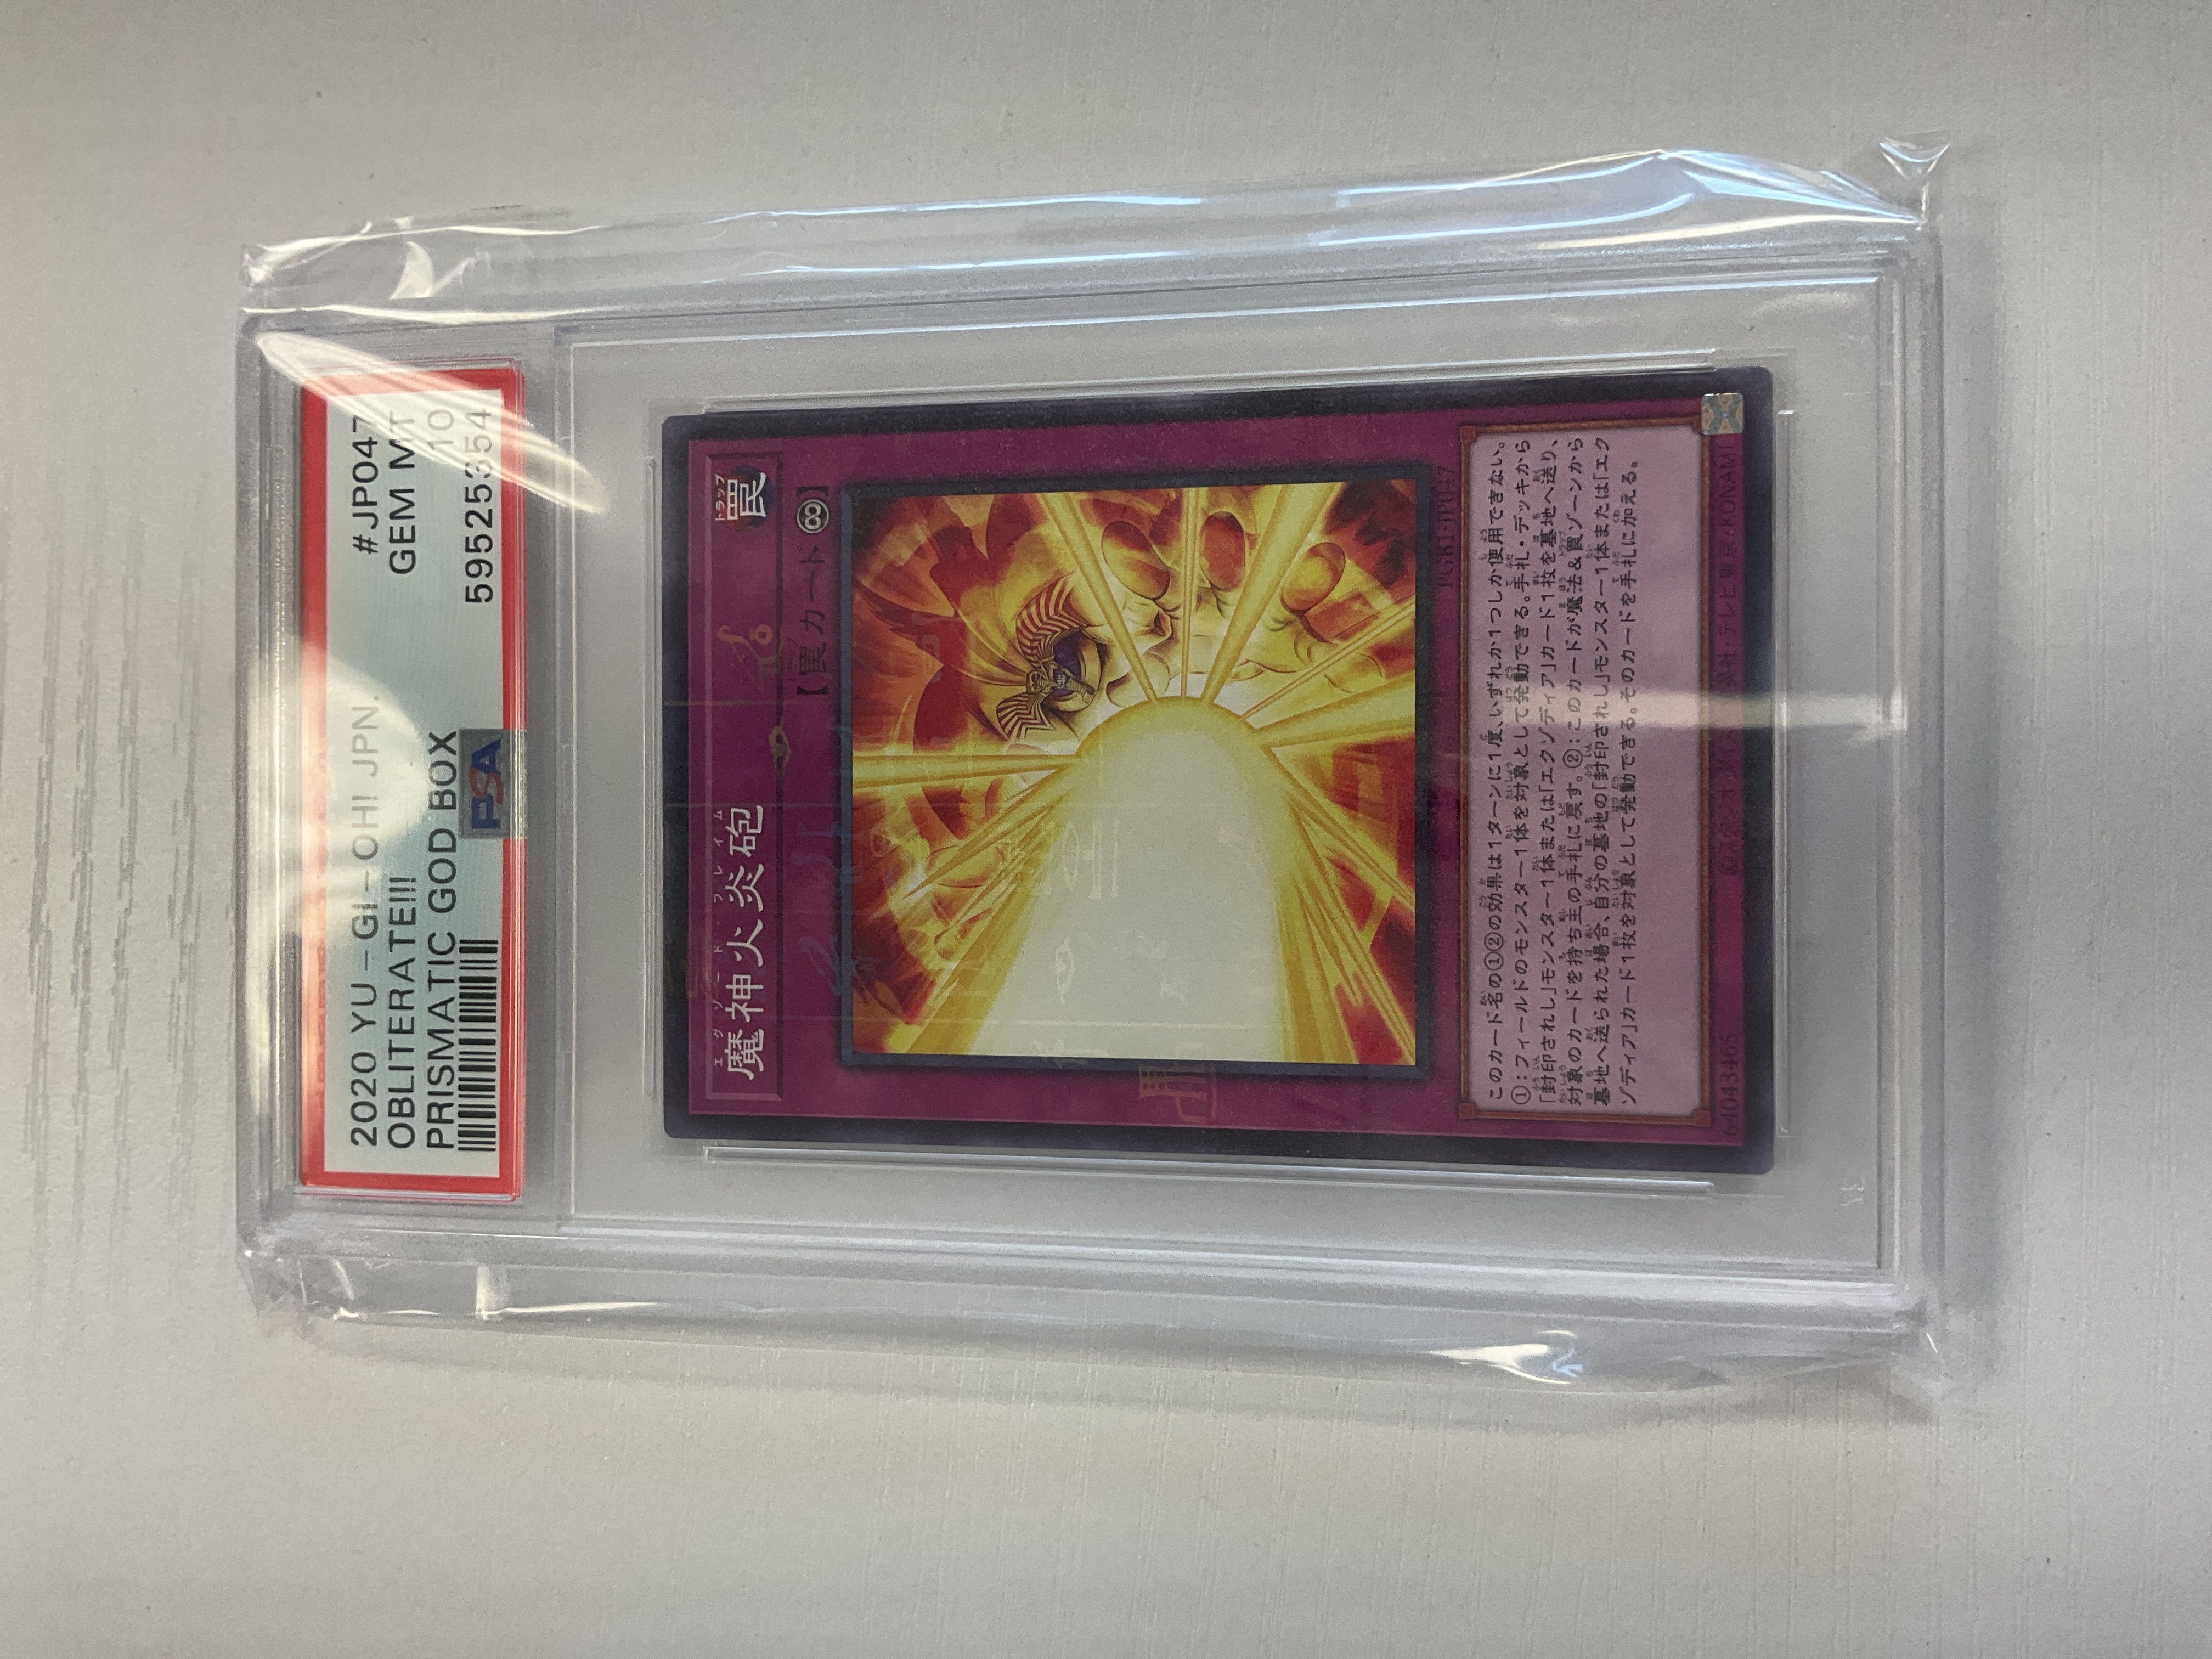 2020 YU-GI-OH! JPN. #JP047
OBLITERATE!!! GEM MT
PRISMATIC GOD BOX 10
PSA 59525354
魔神火炎砲 罠
エグゾード・フレイム トラップ
【罠カード∞】
PGB1-JP047
このカード名の①②の効果は1ターンに1度、いずれか1つしか使用できない。
①:フィールドのモンスター1体を対象として発動できる。手札・デッキから
「封印されし」モンスター1体または「エクゾディア」カード1枚を墓地へ送り、
対象のカードを持ち主の手札に戻す。②:このカードが魔法&罠ゾーンから
墓地へ送られた場合、自分の墓地の「封印されし」モンスター1体または「エク
ゾディア」カード1枚を対象として発動できる。そのカードを手札に加える。
64043465 ・テレビ東京・KONAMI